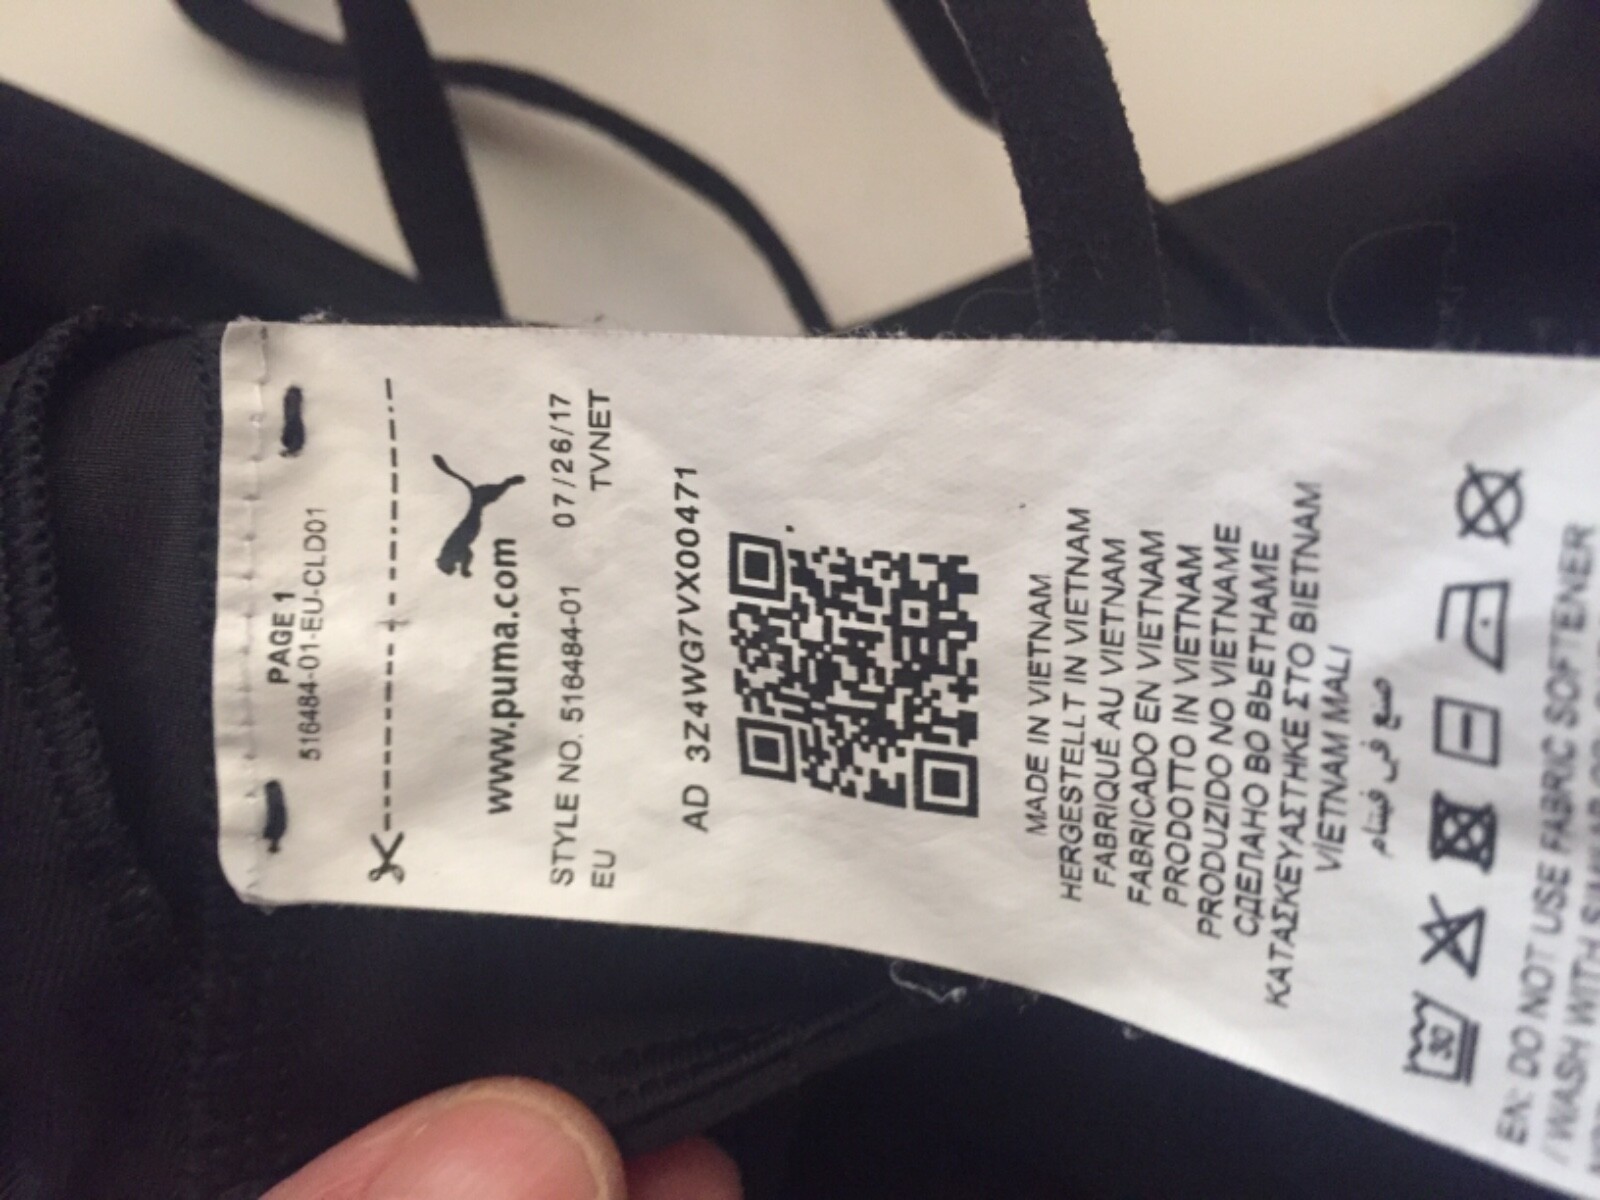 PAGE 1
516484-01-EU-CLD01
www.puma.com
STYLE NO. 516484-01 07/26/17
EU TVNET
AD 3Z4WG7VX00471
MADE IN VIETNAM
HERGESTELLT IN VIETNAM
FABRIQUÉ AU VIETNAM
FABRICADO EN VIETNAM
PRODOTTO IN VIETNAM
PRODUZIDO NO VIETNAME
СДЕЛАНО ВО ВЬЕТНАМЕ
ΚΑΤΑΣΚΕΥΑΣΤΗΚΕ ΣΤΟ ΒΙΕΤΝΑΜ
VİETNAM MALI
صنع في فيتنام
30
EN: DO NOT USE FABRIC SOFTENER
/ WASH WITH SIMILAR